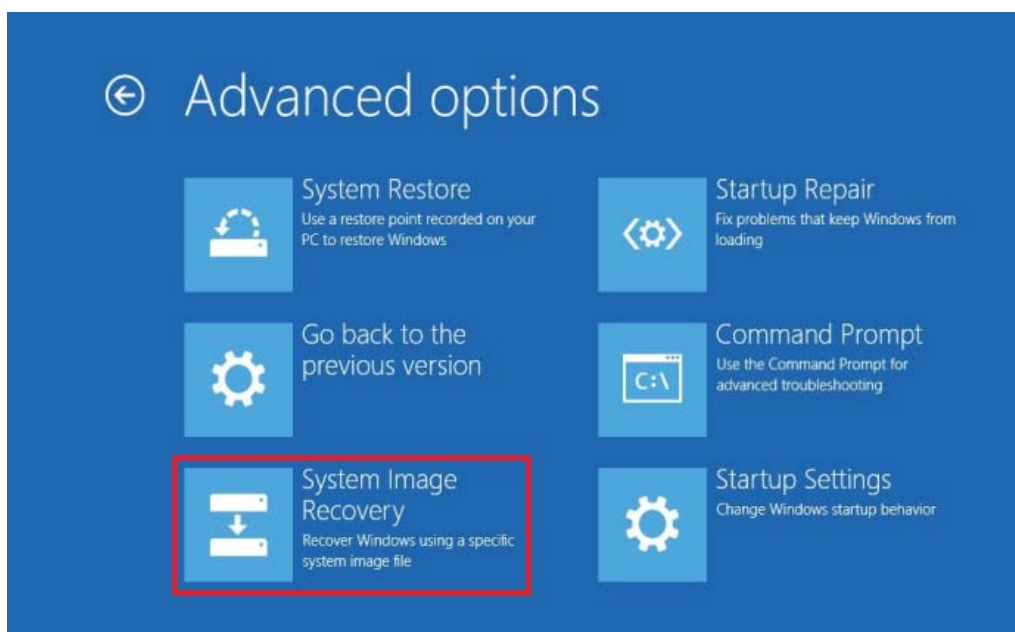 Advanced options
System Restore
Use a restore point recorded on your
PC to restore Windows
Startup Repair
Fix problems that keep Windows from
loading
Go back to the
previous version
Command Prompt
Use the Command Prompt for
advanced troubleshooting
C:\
System Image
Recovery
Recover Windows using a specific
system image file
Startup Settings
Change Windows startup behavior